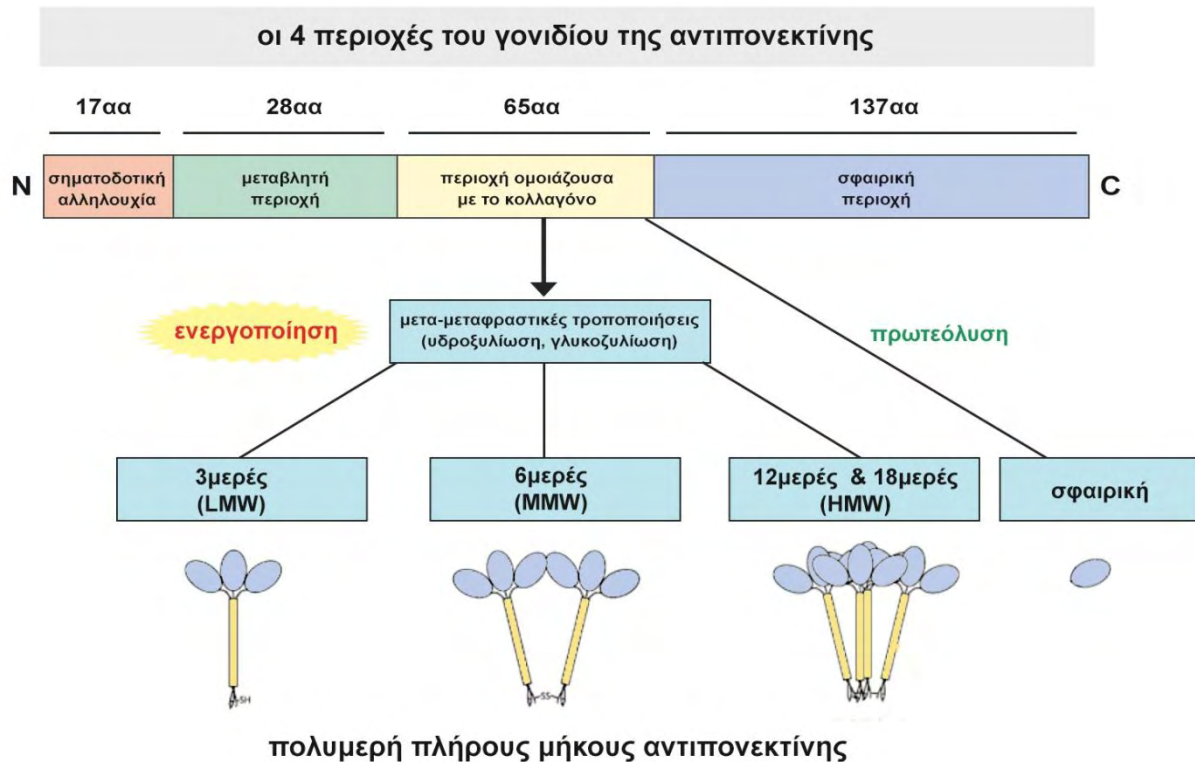 οι 4 περιοχές του γονιδίου της αντιπονεκτίνης
17αα 28αα 65αα 137αα
N
σηματοδοτική
αλληλουχία
μεταβλητή
περιοχή
περιοχή ομοιάζουσα
με το κολλαγόνο
σφαιρική
περιοχή
C
ενεργοποίηση
μετα-μεταφραστικές τροποποιήσεις
(υδροξυλίωση, γλυκοζυλίωση)
πρωτεόλυση
3μερές
(LMW)
6μερές
(MMW)
12μερές & 18μερές
(HMW)
σφαιρική
SH
SS
πολυμερή πλήρους μήκους αντιπονεκτίνης